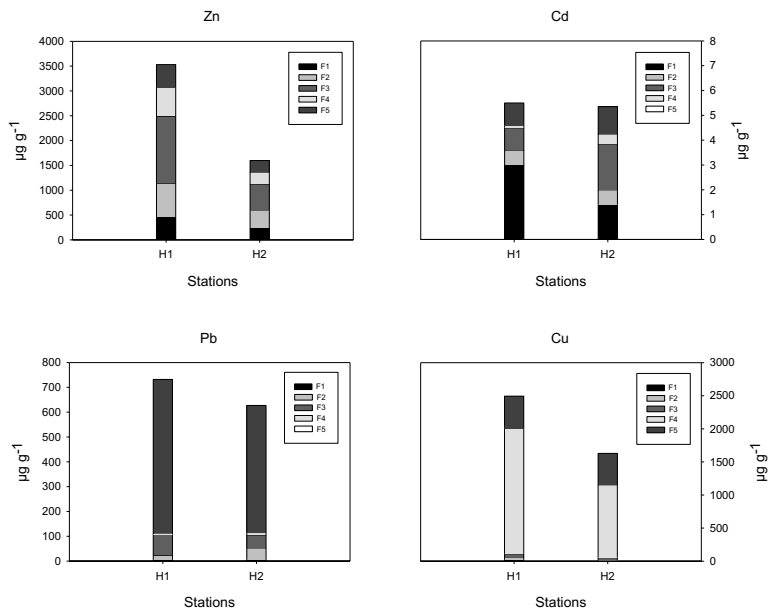 Zn
4000
3500
3000
2500
2000
1500
1000
500
0
µg g-1
F1
F2
F3
F4
F5
H1 H2
Stations
Cd
8
7
6
5
4
3
2
1
0
µg g-1
F1
F2
F3
F4
F5
H1 H2
Stations
Pb
800
700
600
500
400
300
200
100
0
µg g-1
F1
F2
F3
F4
F5
H1 H2
Stations
Cu
3000
2500
2000
1500
1000
500
0
µg g-1
F1
F2
F3
F4
F5
H1 H2
Stations